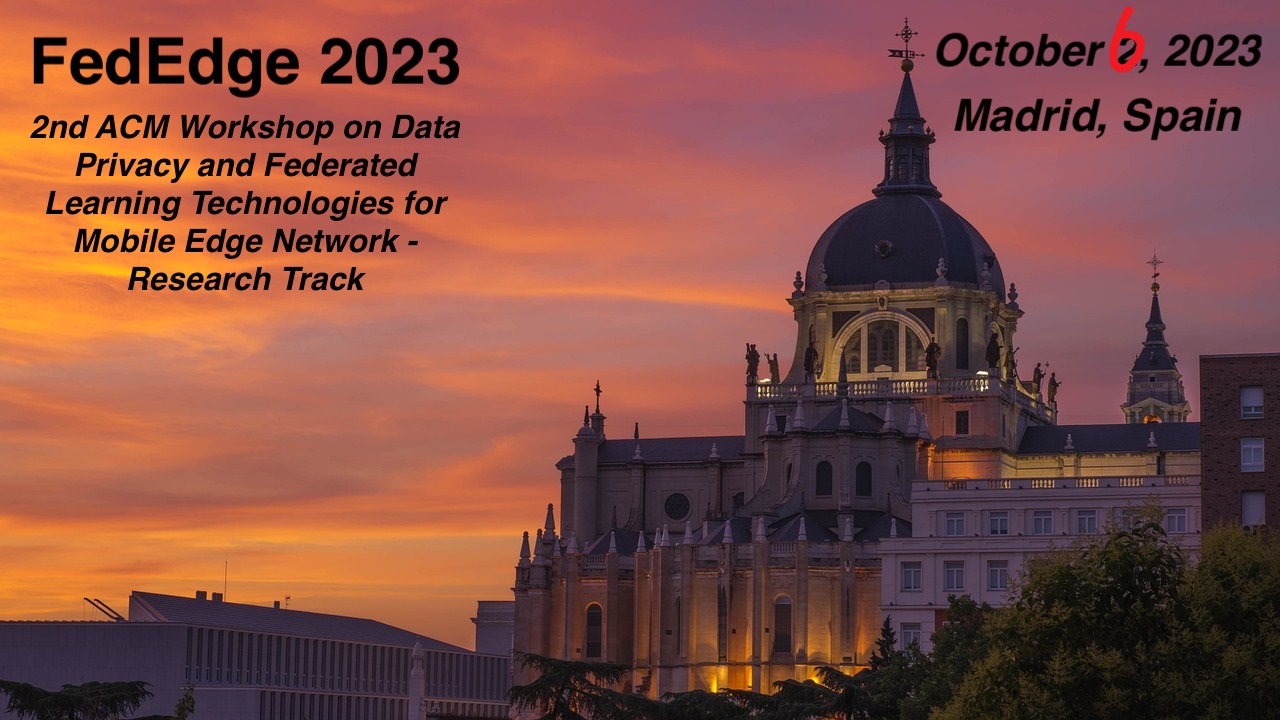 FedEdge 2023
2nd ACM Workshop on Data
Privacy and Federated
Learning Technologies for
Mobile Edge Network -
Research Track
October 6, 2023
Madrid, Spain